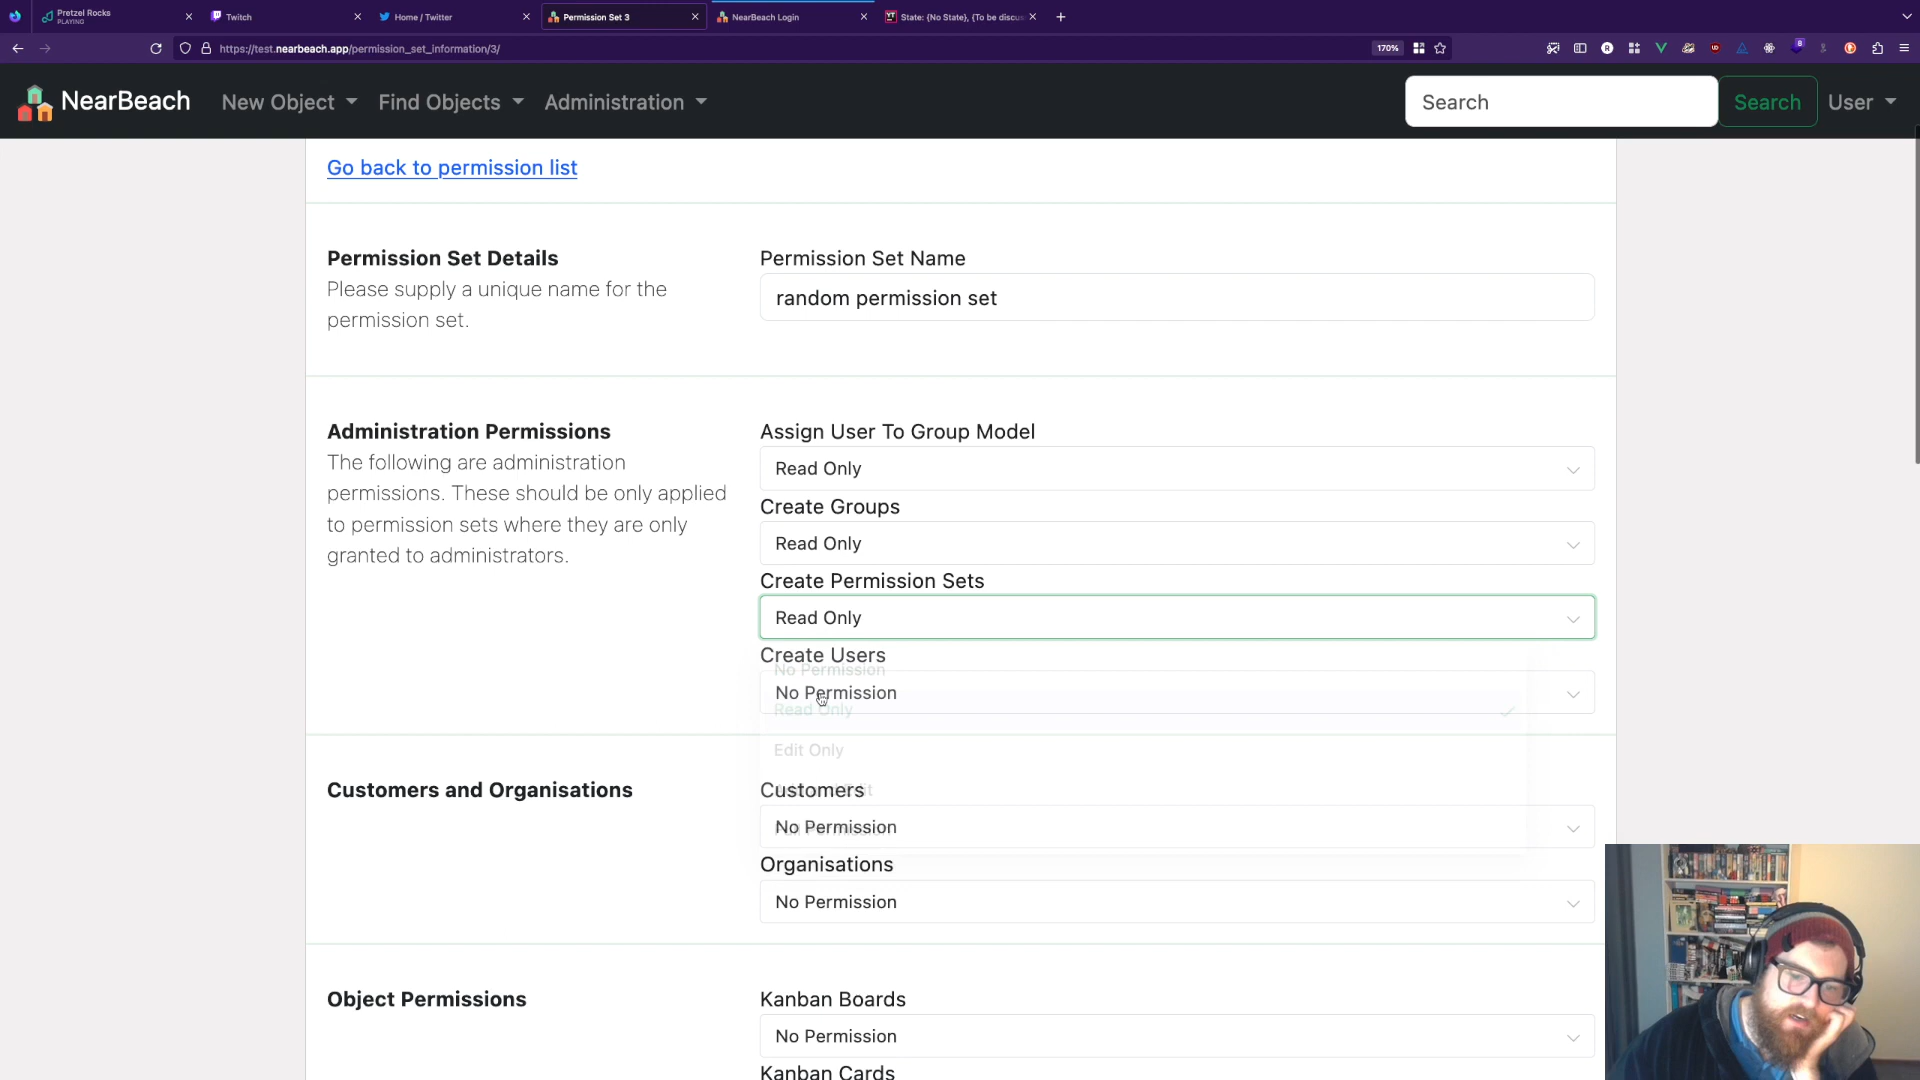 Pretzel Rocks
PLAYING
Twitch
Home / Twitter
Permission Set 3
NearBeach Login
State: {No State}, {To be discus
https://test.nearbeach.app/permission_set_information/3/
170%
NearBeach
New Object
Find Objects
Administration
Search
Search
User
Go back to permission list
Permission Set Details
Please supply a unique name for the
permission set.
Permission Set Name
random permission set
Administration Permissions
The following are administration
permissions. These should be only applied
to permission sets where they are only
granted to administrators.
Assign User To Group Model
Read Only
Create Groups
Read Only
Create Permission Sets
Read Only
Create Users
No Permission
No Permission
Read Only
Edit Only
Customers and Organisations
Customers
No Permission
Organisations
No Permission
Object Permissions
Kanban Boards
No Permission
Kanban Cards